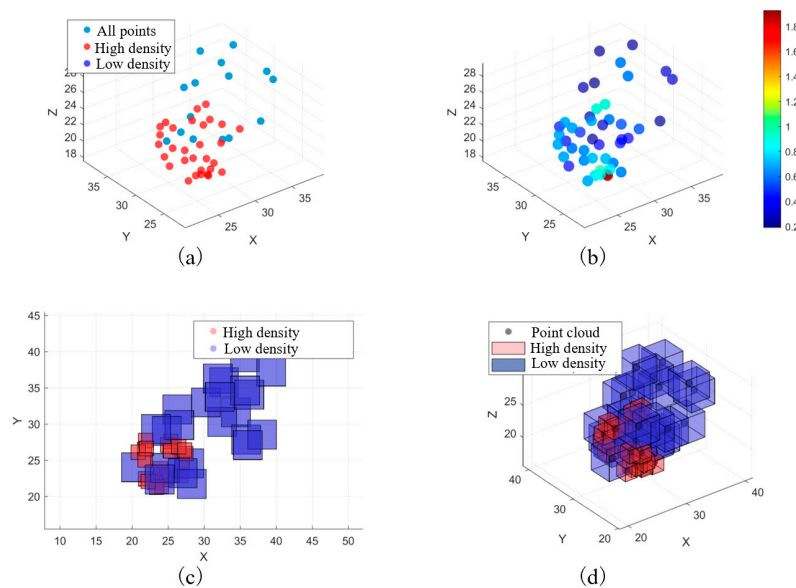 All points
High density
Low density
Z
28
26
24
22
20
18
35
30
25
25
30
35
Y
X
(a)
Z
28
26
24
22
20
18
35
30
25
25
30
35
Y
X
(b)
1.8
1.6
1.4
1.2
1
0.8
0.6
0.4
0.2
High density
Low density
Y
45
40
35
30
25
20
10
15
20
25
30
35
40
45
50
X
(c)
Point cloud
High density
Low density
Z
25
20
40
30
20
20
30
40
Y
X
(d)